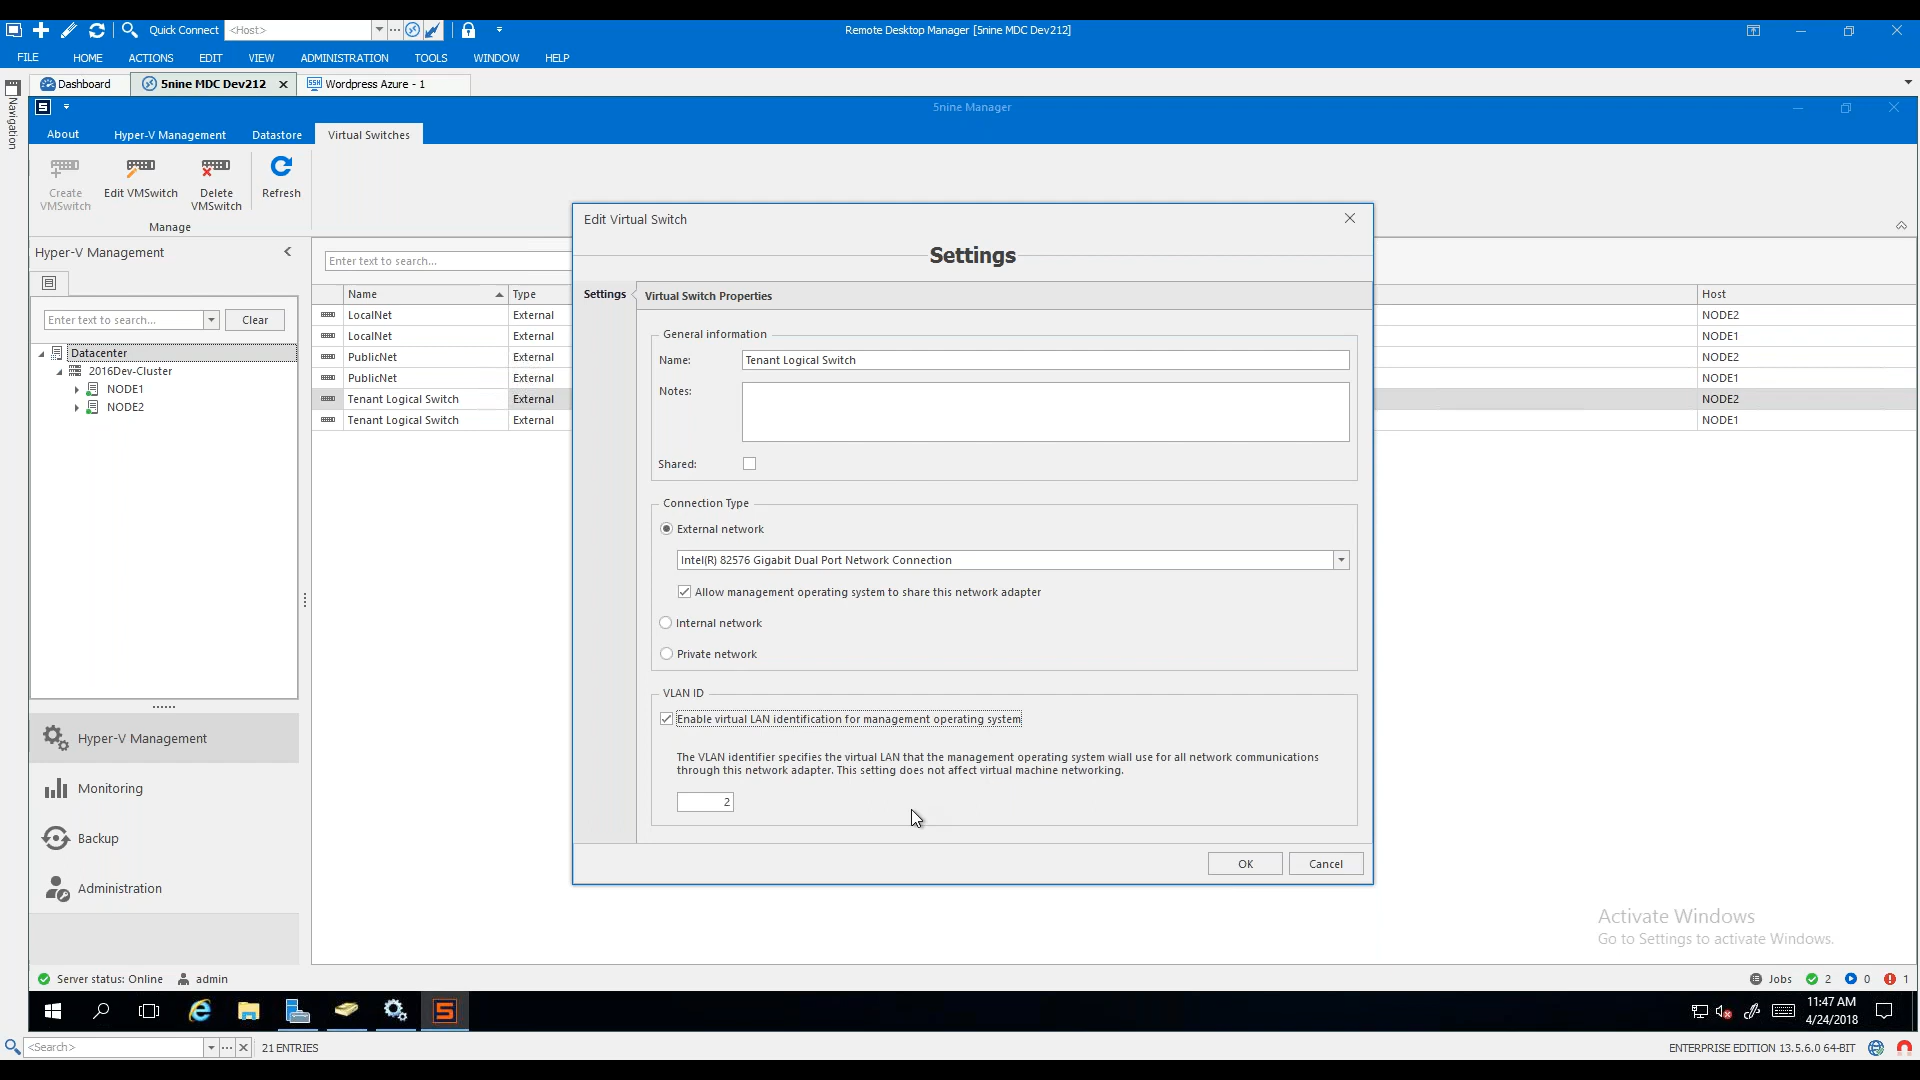 Quick Connect <Host>
Remote Desktop Manager [5nine MDC Dev212]
FILE HOME ACTIONS EDIT VIEW ADMINISTRATION TOOLS WINDOW HELP
Dashboard 5nine MDC Dev212 Wordpress Azure - 1
Navigation
5nine Manager
About Hyper-V Management Datastore Virtual Switches
Create VMSwitch
Edit VMSwitch
Delete VMSwitch
Refresh
Manage
Hyper-V Management
Enter text to search...
Clear
Datacenter
2016Dev-Cluster
NODE1
NODE2
Hyper-V Management
Monitoring
Backup
Administration
Enter text to search...
Name Type Host
LocalNet External NODE2
LocalNet External NODE1
PublicNet External NODE2
PublicNet External NODE1
Tenant Logical Switch External NODE2
Tenant Logical Switch External NODE1
Edit Virtual Switch
Settings
Settings
Virtual Switch Properties
General information
Name: Tenant Logical Switch
Notes:
Shared:
Connection Type
External network
Intel(R) 82576 Gigabit Dual Port Network Connection
Allow management operating system to share this network adapter
Internal network
Private network
VLAN ID
Enable virtual LAN identification for management operating system
The VLAN identifier specifies the virtual LAN that the management operating system wiall use for all network communications
through this network adapter. This setting does not affect virtual machine networking.
2
OK Cancel
Activate Windows
Go to Settings to activate Windows.
Server status: Online admin
Jobs 2 0 1
11:47 AM
4/24/2018
<Search> 21 ENTRIES
ENTERPRISE EDITION 13.5.6.0 64-BIT